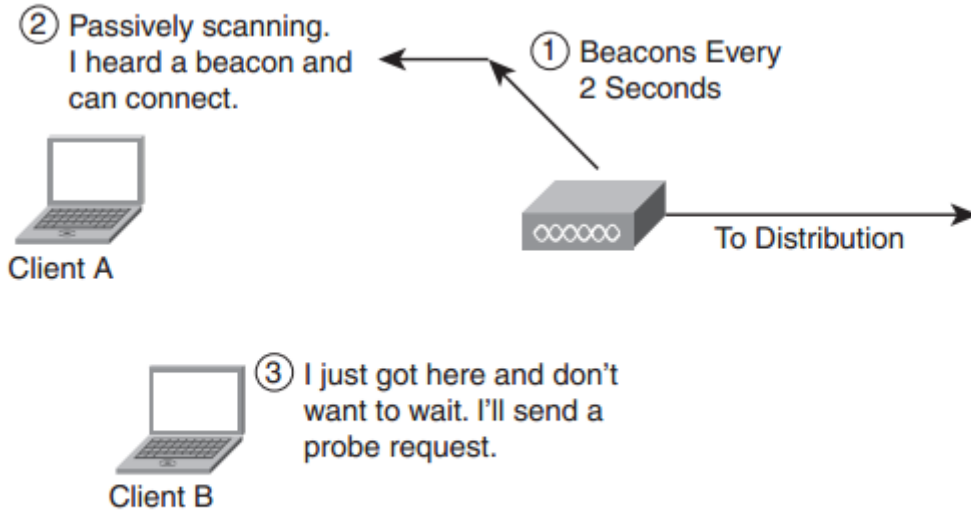 ② Passively scanning.
I heard a beacon and
can connect.
① Beacons Every
2 Seconds
Client A
To Distribution
③ I just got here and don't
want to wait. I'll send a
probe request.
Client B